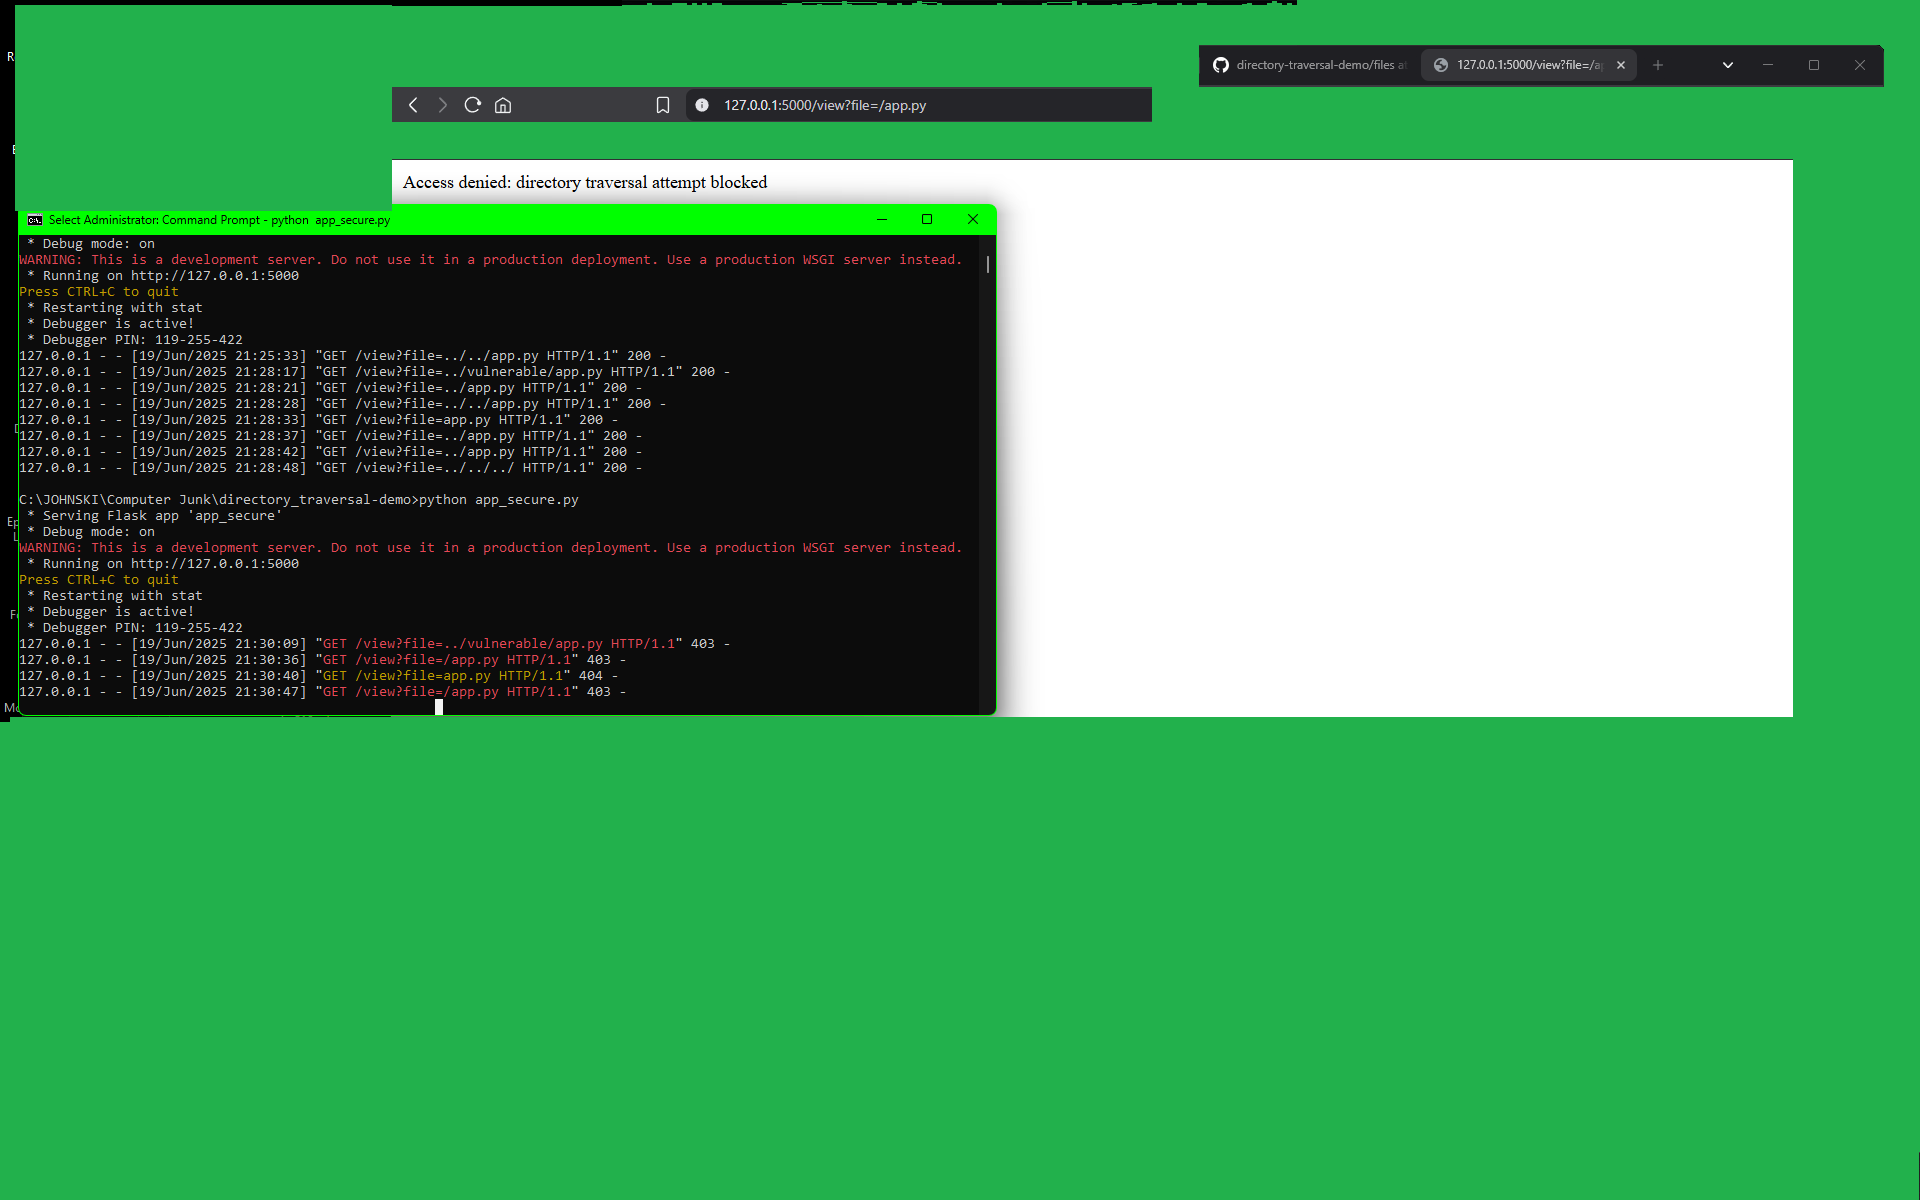 directory-traversal-demo/files at
127.0.0.1:5000/view?file=/ap
127.0.0.1:5000/view?file=/app.py
Access denied: directory traversal attempt blocked
Select Administrator: Command Prompt - python  app_secure.py
 * Debug mode: on
WARNING: This is a development server. Do not use it in a production deployment. Use a production WSGI server instead.
 * Running on http://127.0.0.1:5000
Press CTRL+C to quit
 * Restarting with stat
 * Debugger is active!
 * Debugger PIN: 119-255-422
127.0.0.1 - - [19/Jun/2025 21:25:33] "GET /view?file=../../app.py HTTP/1.1" 200 -
127.0.0.1 - - [19/Jun/2025 21:28:17] "GET /view?file=../vulnerable/app.py HTTP/1.1" 200 -
127.0.0.1 - - [19/Jun/2025 21:28:21] "GET /view?file=../app.py HTTP/1.1" 200 -
127.0.0.1 - - [19/Jun/2025 21:28:28] "GET /view?file=../../app.py HTTP/1.1" 200 -
127.0.0.1 - - [19/Jun/2025 21:28:33] "GET /view?file=app.py HTTP/1.1" 200 -
127.0.0.1 - - [19/Jun/2025 21:28:37] "GET /view?file=../app.py HTTP/1.1" 200 -
127.0.0.1 - - [19/Jun/2025 21:28:42] "GET /view?file=../app.py HTTP/1.1" 200 -
127.0.0.1 - - [19/Jun/2025 21:28:48] "GET /view?file=../../../ HTTP/1.1" 200 -
C:\JOHNSKI\Computer Junk\directory_traversal-demo>python app_secure.py
 * Serving Flask app 'app_secure'
 * Debug mode: on
WARNING: This is a development server. Do not use it in a production deployment. Use a production WSGI server instead.
 * Running on http://127.0.0.1:5000
Press CTRL+C to quit
 * Restarting with stat
 * Debugger is active!
 * Debugger PIN: 119-255-422
127.0.0.1 - - [19/Jun/2025 21:30:09] "GET /view?file=../vulnerable/app.py HTTP/1.1" 403 -
127.0.0.1 - - [19/Jun/2025 21:30:36] "GET /view?file=/app.py HTTP/1.1" 403 -
127.0.0.1 - - [19/Jun/2025 21:30:40] "GET /view?file=app.py HTTP/1.1" 404 -
127.0.0.1 - - [19/Jun/2025 21:30:47] "GET /view?file=/app.py HTTP/1.1" 403 -